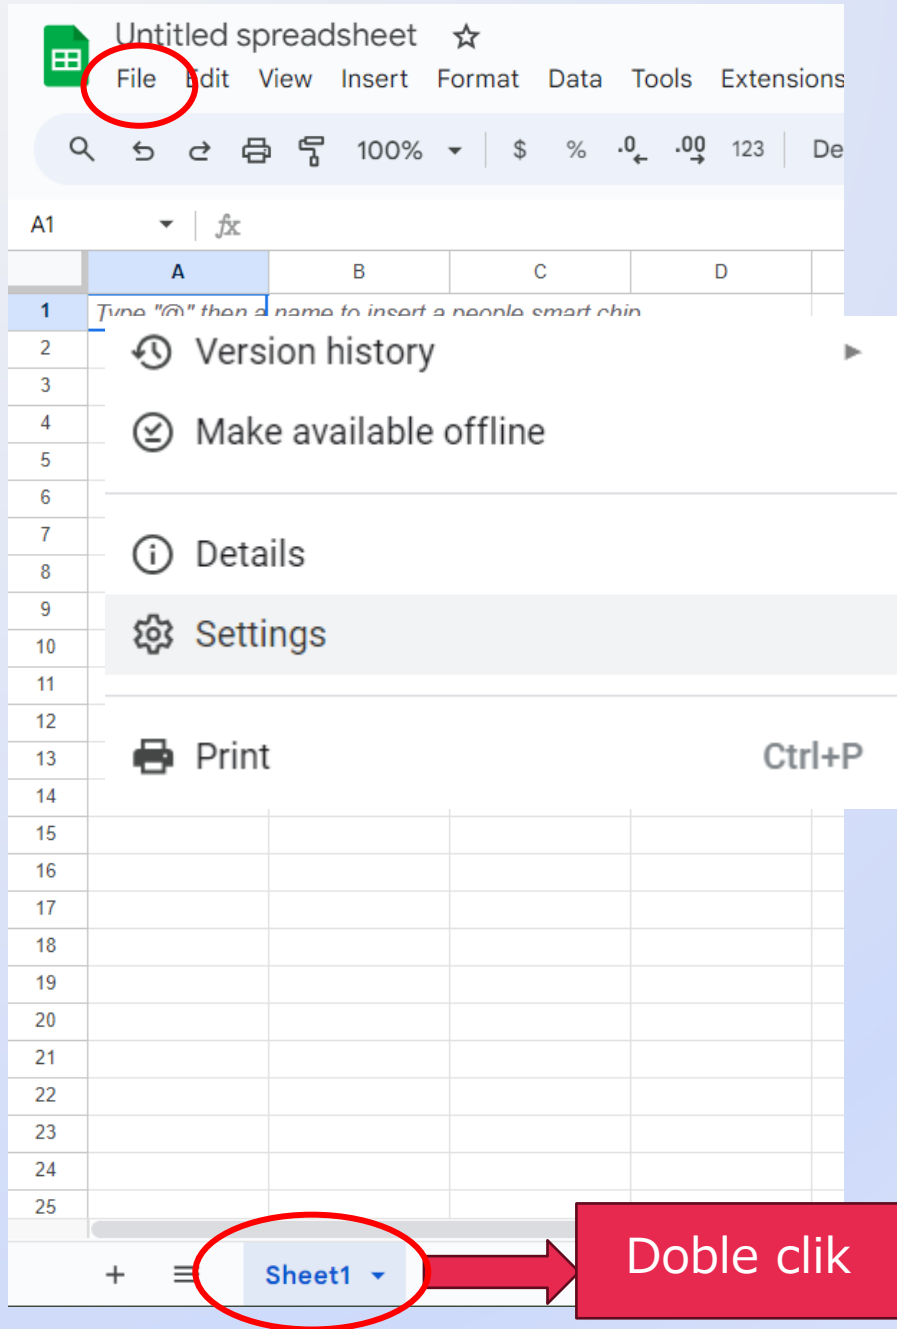 Untitled spreadsheet
File Edit View Insert Format Data Tools Extensions
100% $ % .0 .00 123 De
A1 fx
A B C D
1 Type "@" then a name to insert a people smart chip
2
Version history
3
4
Make available offline
5
6
7
Details
8
9
10
Settings
11
12
13
Print Ctrl+P
14
15
16
17
18
19
20
21
22
23
24
25
Doble clik
+ Sheet1